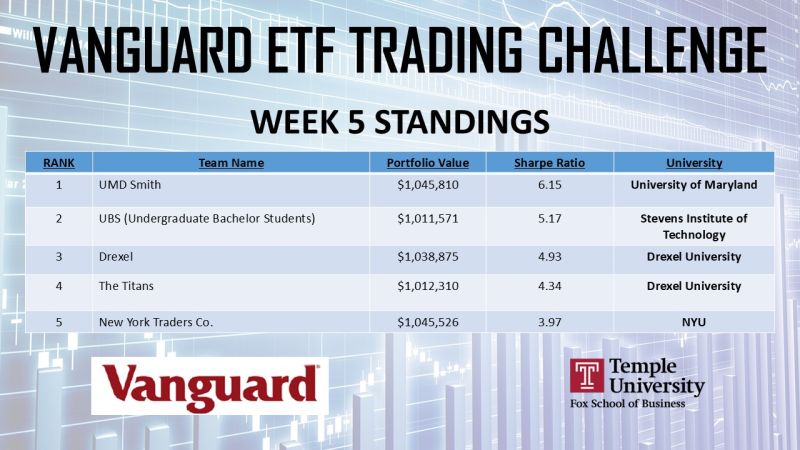 VANGUARD ETF TRADING CHALLENGE
WEEK 5 STANDINGS
RANK Team Name Portfolio Value Sharpe Ratio University
1 UMD Smith $1,045,810 6.15 University of Maryland
2 UBS (Undergraduate Bachelor Students) $1,011,571 5.17 Stevens Institute of
Technology
3 Drexel $1,038,875 4.93 Drexel University
4 The Titans $1,012,310 4.34 Drexel University
5 New York Traders Co. $1,045,526 3.97 NYU
Vanguard®
Temple
University
Fox School of Business